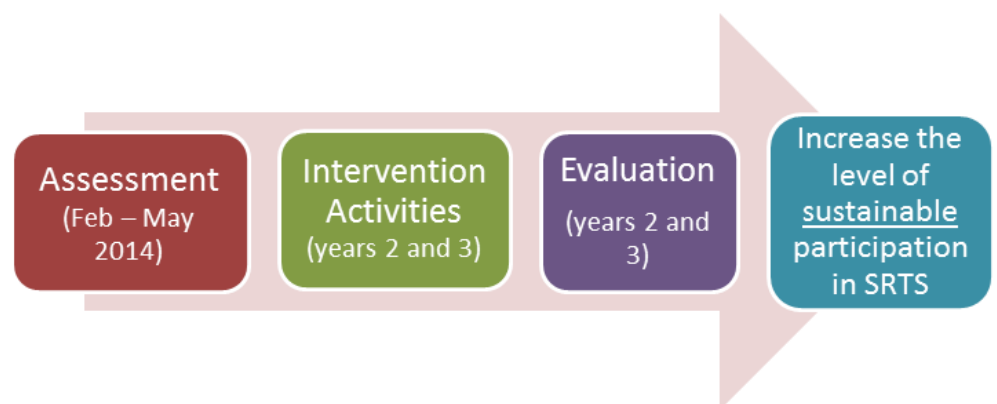 Assessment
(Feb – May
2014)
Intervention
Activities
(years 2 and 3)
Evaluation
(years 2 and
3)
Increase the
level of
sustainable
participation
in SRTS